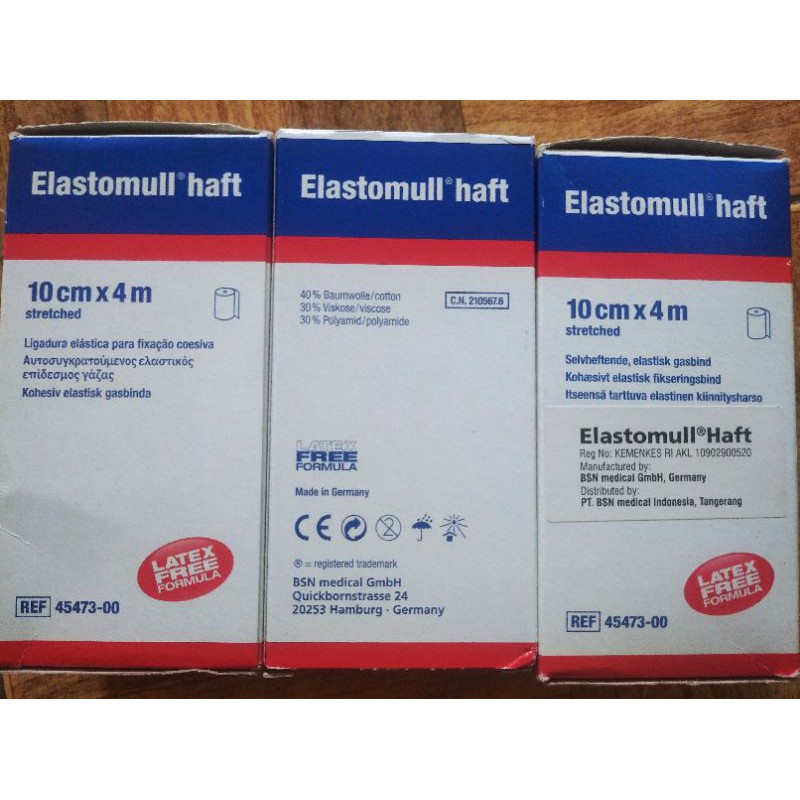 Elastomull® haft
10 cm x 4 m
stretched
Ligadura elástica para fixação coesiva
Αυτοσυγκρατούμενος ελαστικός
επίδεσμος γάζας
Kohesiv elastisk gasbinda
LATEX
FREE
FORMULA
REF 45473-00
Elastomull® haft
40% Baumwolle/cotton
30% Viskose/viscose
30% Polyamid/polyamide
C.N. 210567.6
LATEX
FREE
FORMULA
Made in Germany
CE
2
® = registered trademark
BSN medical GmbH
Quickbornstrasse 24
20253 Hamburg · Germany
Elastomull® haft
10 cm x 4 m
stretched
Selvheftende, elastisk gasbind
Kohæsivt elastisk fikseringsbind
Itseensä tarttuva elastinen kiinnitysharso
Elastomull®Haft
Reg No: KEMENKES RI AKL 10902900520
Manufactured by:
BSN medical GmbH, Germany
Distributed by:
PT. BSN medical Indonesia, Tangerang
LATEX
FREE
FORMULA
REF 45473-00